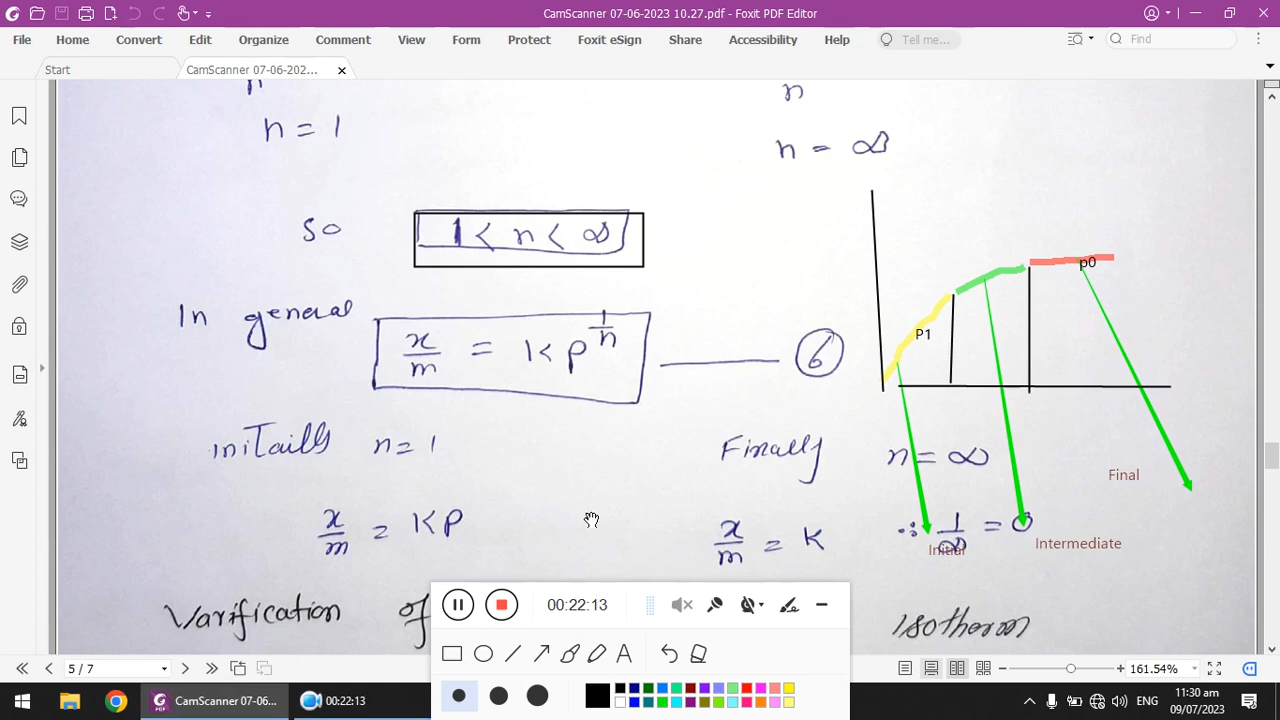 CamScanner 07-06-2023 10.27.pdf - Foxit PDF Editor
File Home Convert Edit Organize Comment View Form Protect Foxit eSign Share Accessibility Help Tell me... Find
Start CamScanner 07-06-202...
n n
n = 1 n = ∞
so 1 < n < ∞
p0
In general x/m = K p^1/n 6
P1
initailly n = 1 Finally n = ∞
Final
x/m = KP x/m = K ∴ 1/∞ = 0
Initial Intermediate
Varification of Isotherm
00:22:13
A
5 / 7 161.54%
CamScanner 07-06... 00:22:13 ENG 11:30 am
09/07/2023